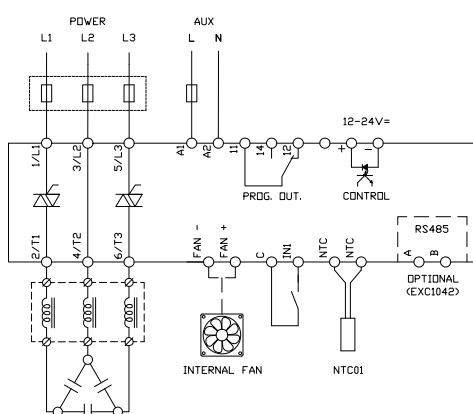 POWER
AUX
L1 L2 L3 L N
12-24V=
1/L1 3/L2 5/L3 A1 A2 11 14 12 + -
PROG. OUT.
CONTROL
RS485
2/T1 4/T2 6/T3 FAN - FAN + C IN1 NTC NTC A B
OPTIONAL
(EXC1042)
INTERNAL FAN
NTC01